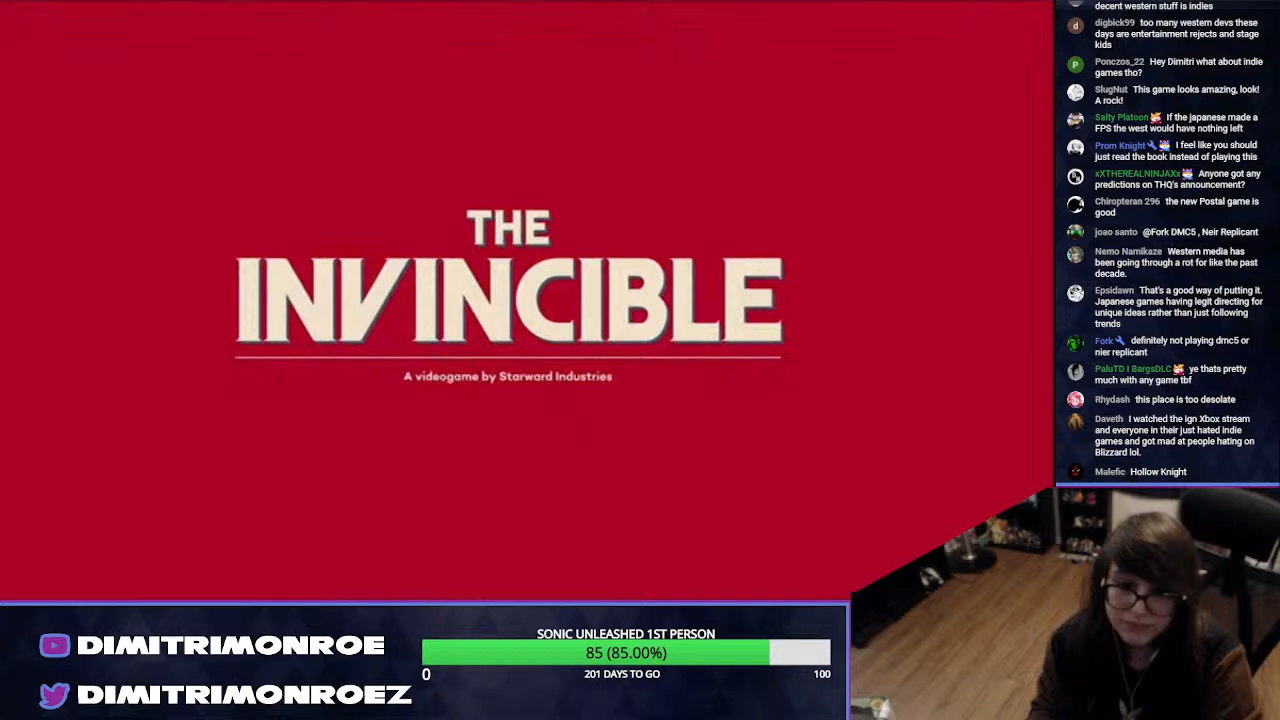 THE
INVINCIBLE
A videogame by Starward Industries
decent western stuff is indies
digbick99 too many western devs these
days are entertainment rejects and stage
kids
Ponczos_22 Hey Dimitri what about indie
games tho?
SlugNut This game looks amazing, look!
A rock!
Salty Platoon If the japanese made a
FPS the west would have nothing left
Prom Knight I feel like you should
just read the book instead of playing this
xXTHEREALNINJAXx Anyone got any
predictions on THQ's announcement?
Chiropteran 296 the new Postal game is
good
joao santo @Fork DMC5 , Neir Replicant
Nemo Namikaze Western media has
been going through a rot for like the past
decade.
Epsidawn That's a good way of putting it.
Japanese games having legit directing for
unique ideas rather than just following
trends
Fork definitely not playing dmc5 or
nier replicant
PaluTD I BargsDLC ye thats pretty
much with any game tbf
Rhydash this place is too desolate
Daveth I watched the Ign Xbox stream
and everyone in their just hated indie
games and got mad at people hating on
Blizzard lol.
Malefic Hollow Knight
DIMITRIMONROE
DIMITRIMONROEZ
SONIC UNLEASHED 1ST PERSON
85 (85.00%)
0 201 DAYS TO GO 100